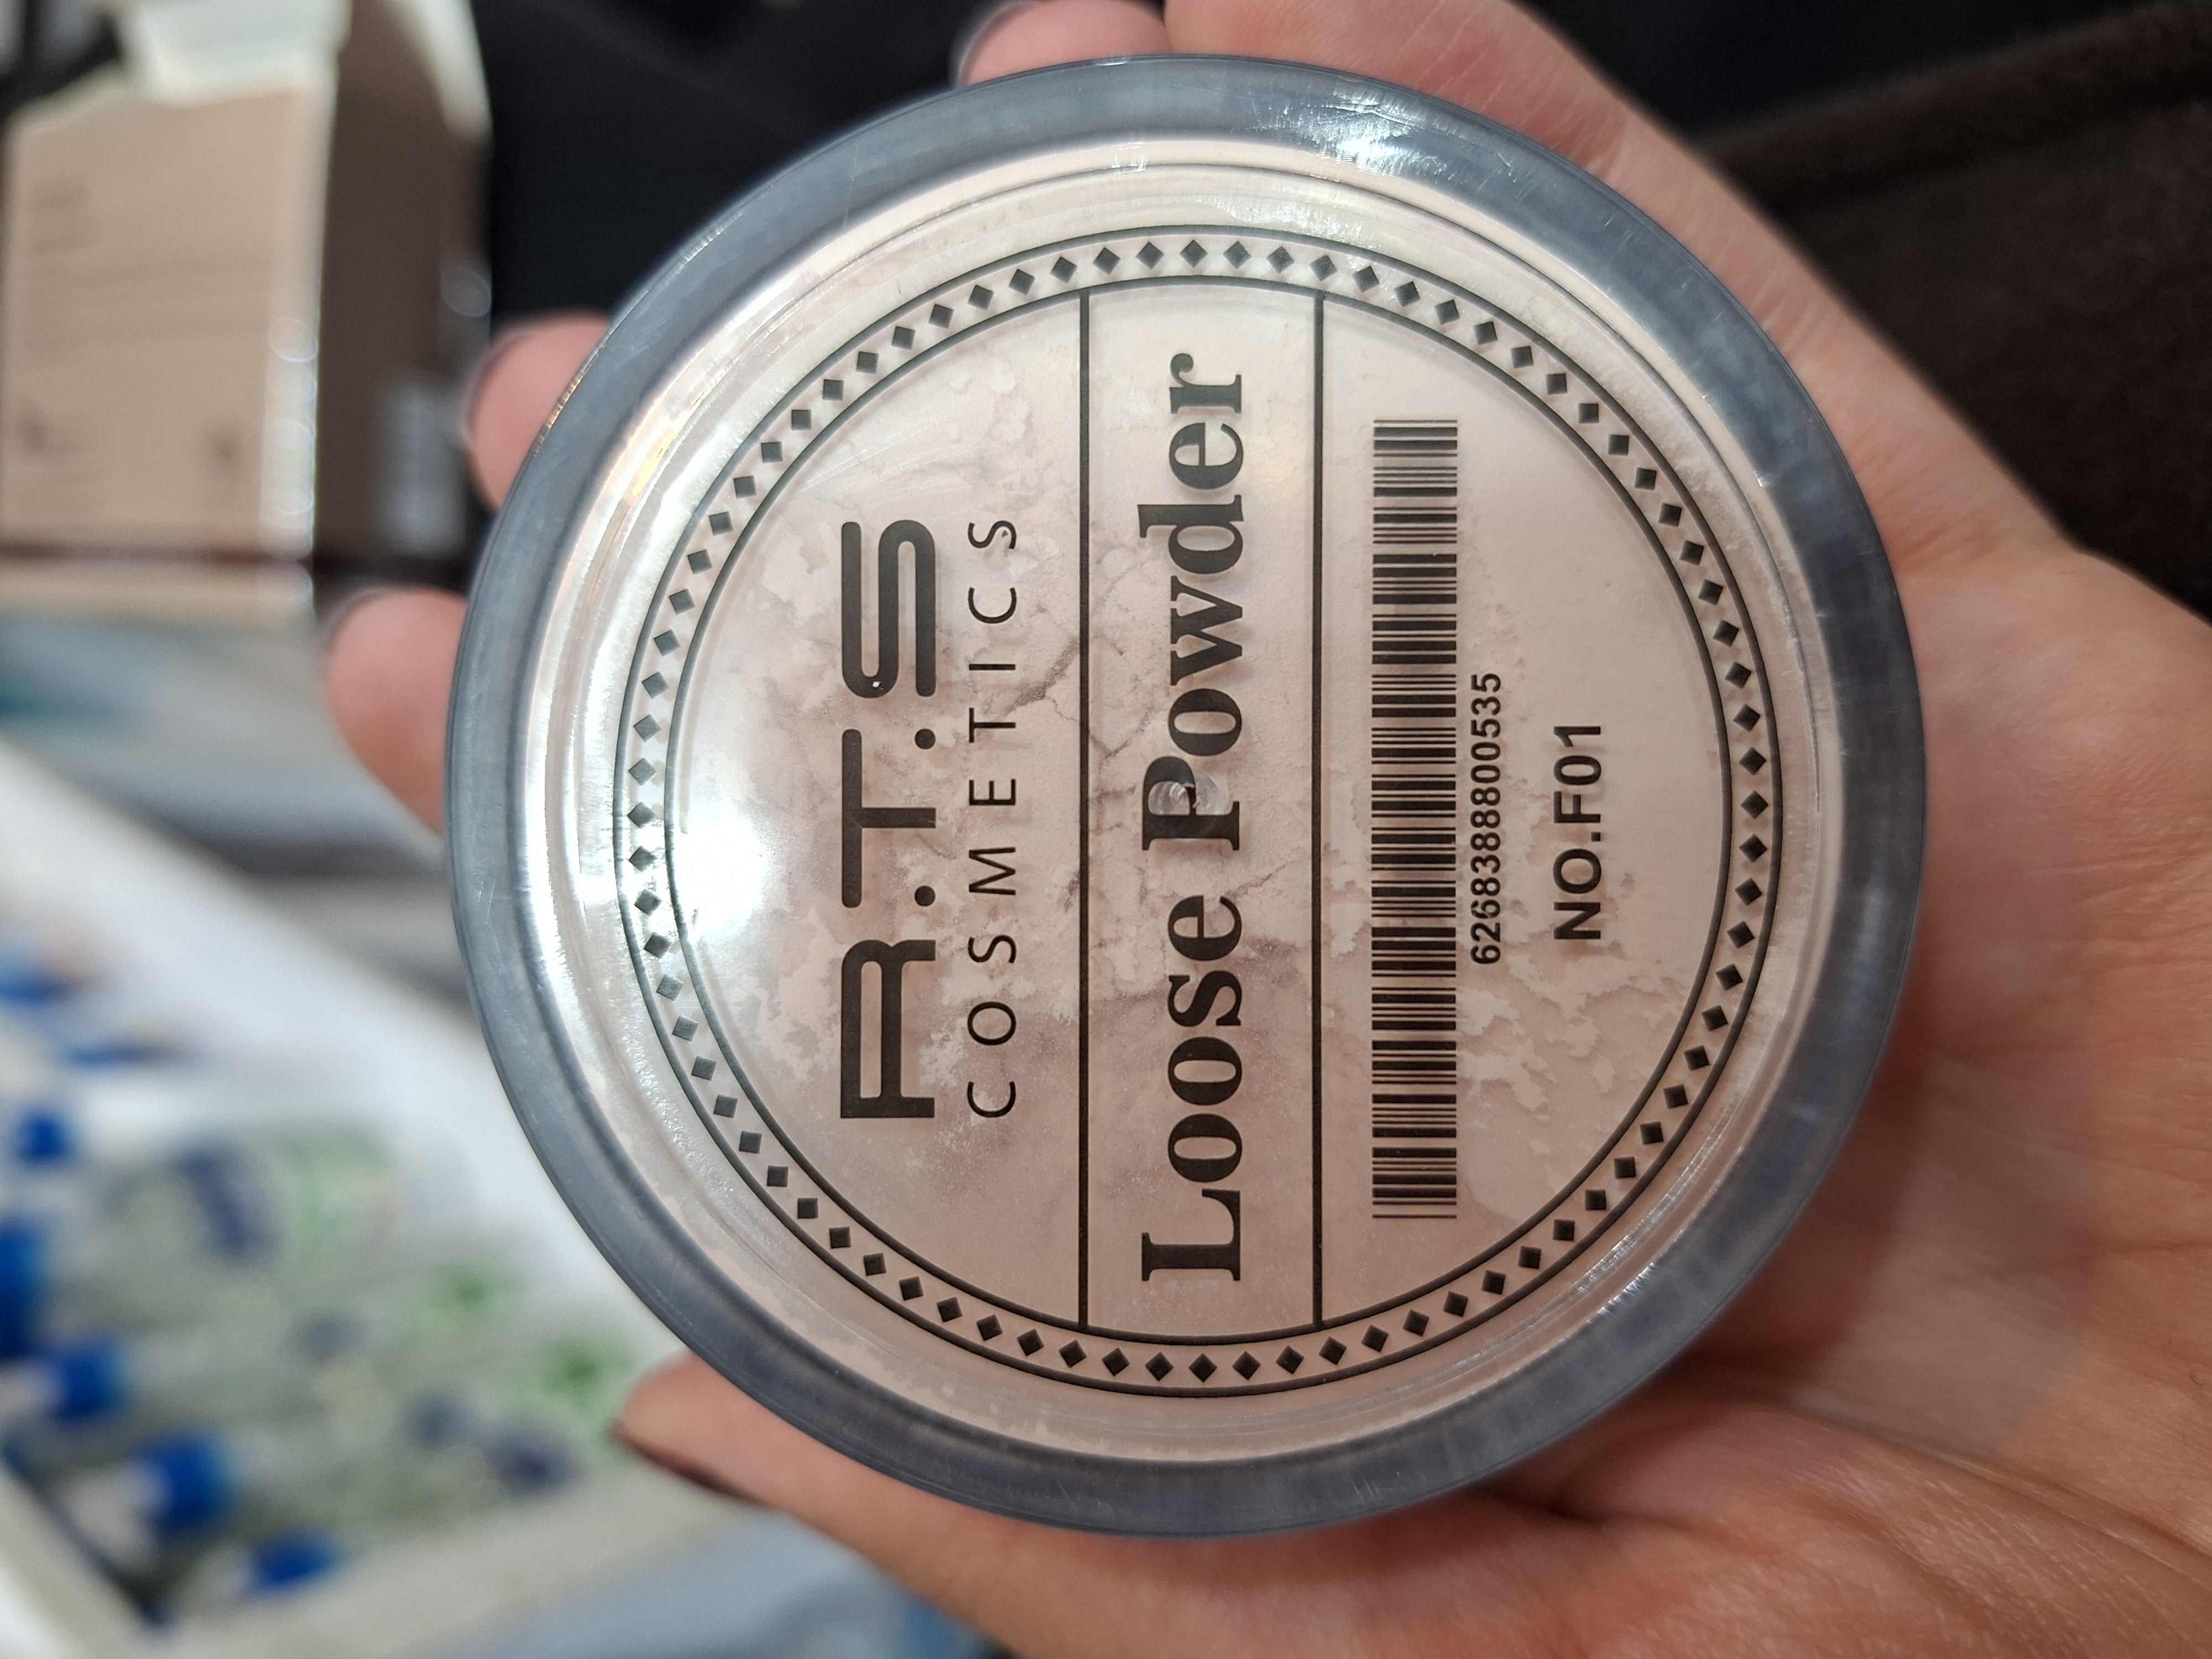 R.T.S
COSMETICS
Loose Powder
6268388800535
NO.F01